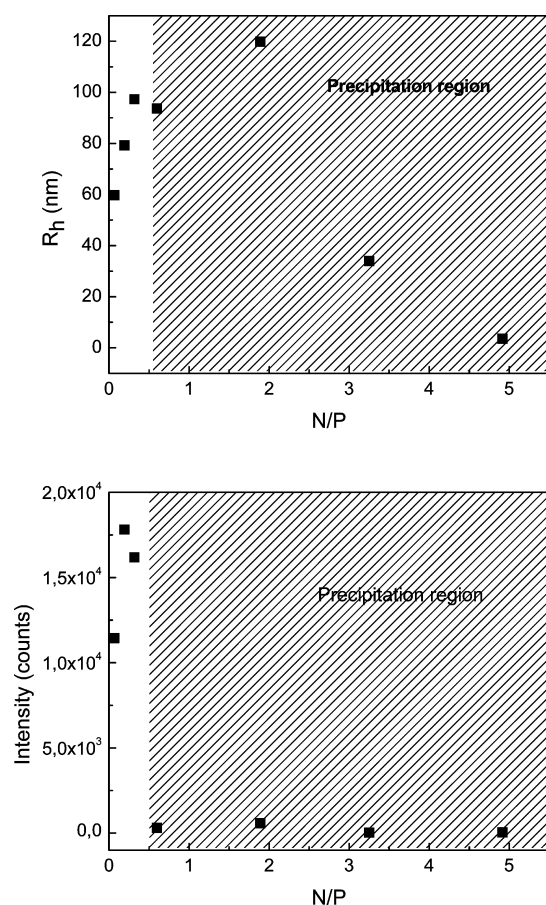 120
100
80
60
40
20
0
R_h (nm)
Precipitation region
0 1 2 3 4 5
N/P
2,0x10^4
1,5x10^4
1,0x10^4
5,0x10^3
0,0
Intensity (counts)
Precipitation region
0 1 2 3 4 5
N/P